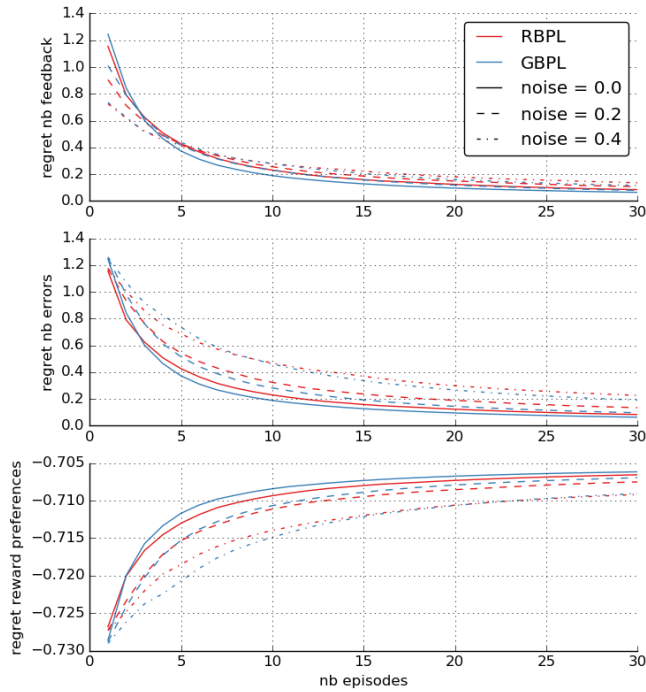 1.4
1.2
1.0
0.8
0.6
0.4
0.2
0.0
regret nb feedback
RBPL
GBPL
noise = 0.0
noise = 0.2
noise = 0.4
0 5 10 15 20 25 30
1.4
1.2
1.0
0.8
0.6
0.4
0.2
0.0
regret nb errors
0 5 10 15 20 25 30
−0.705
−0.710
−0.715
−0.720
−0.725
−0.730
regret reward preferences
0 5 10 15 20 25 30
nb episodes